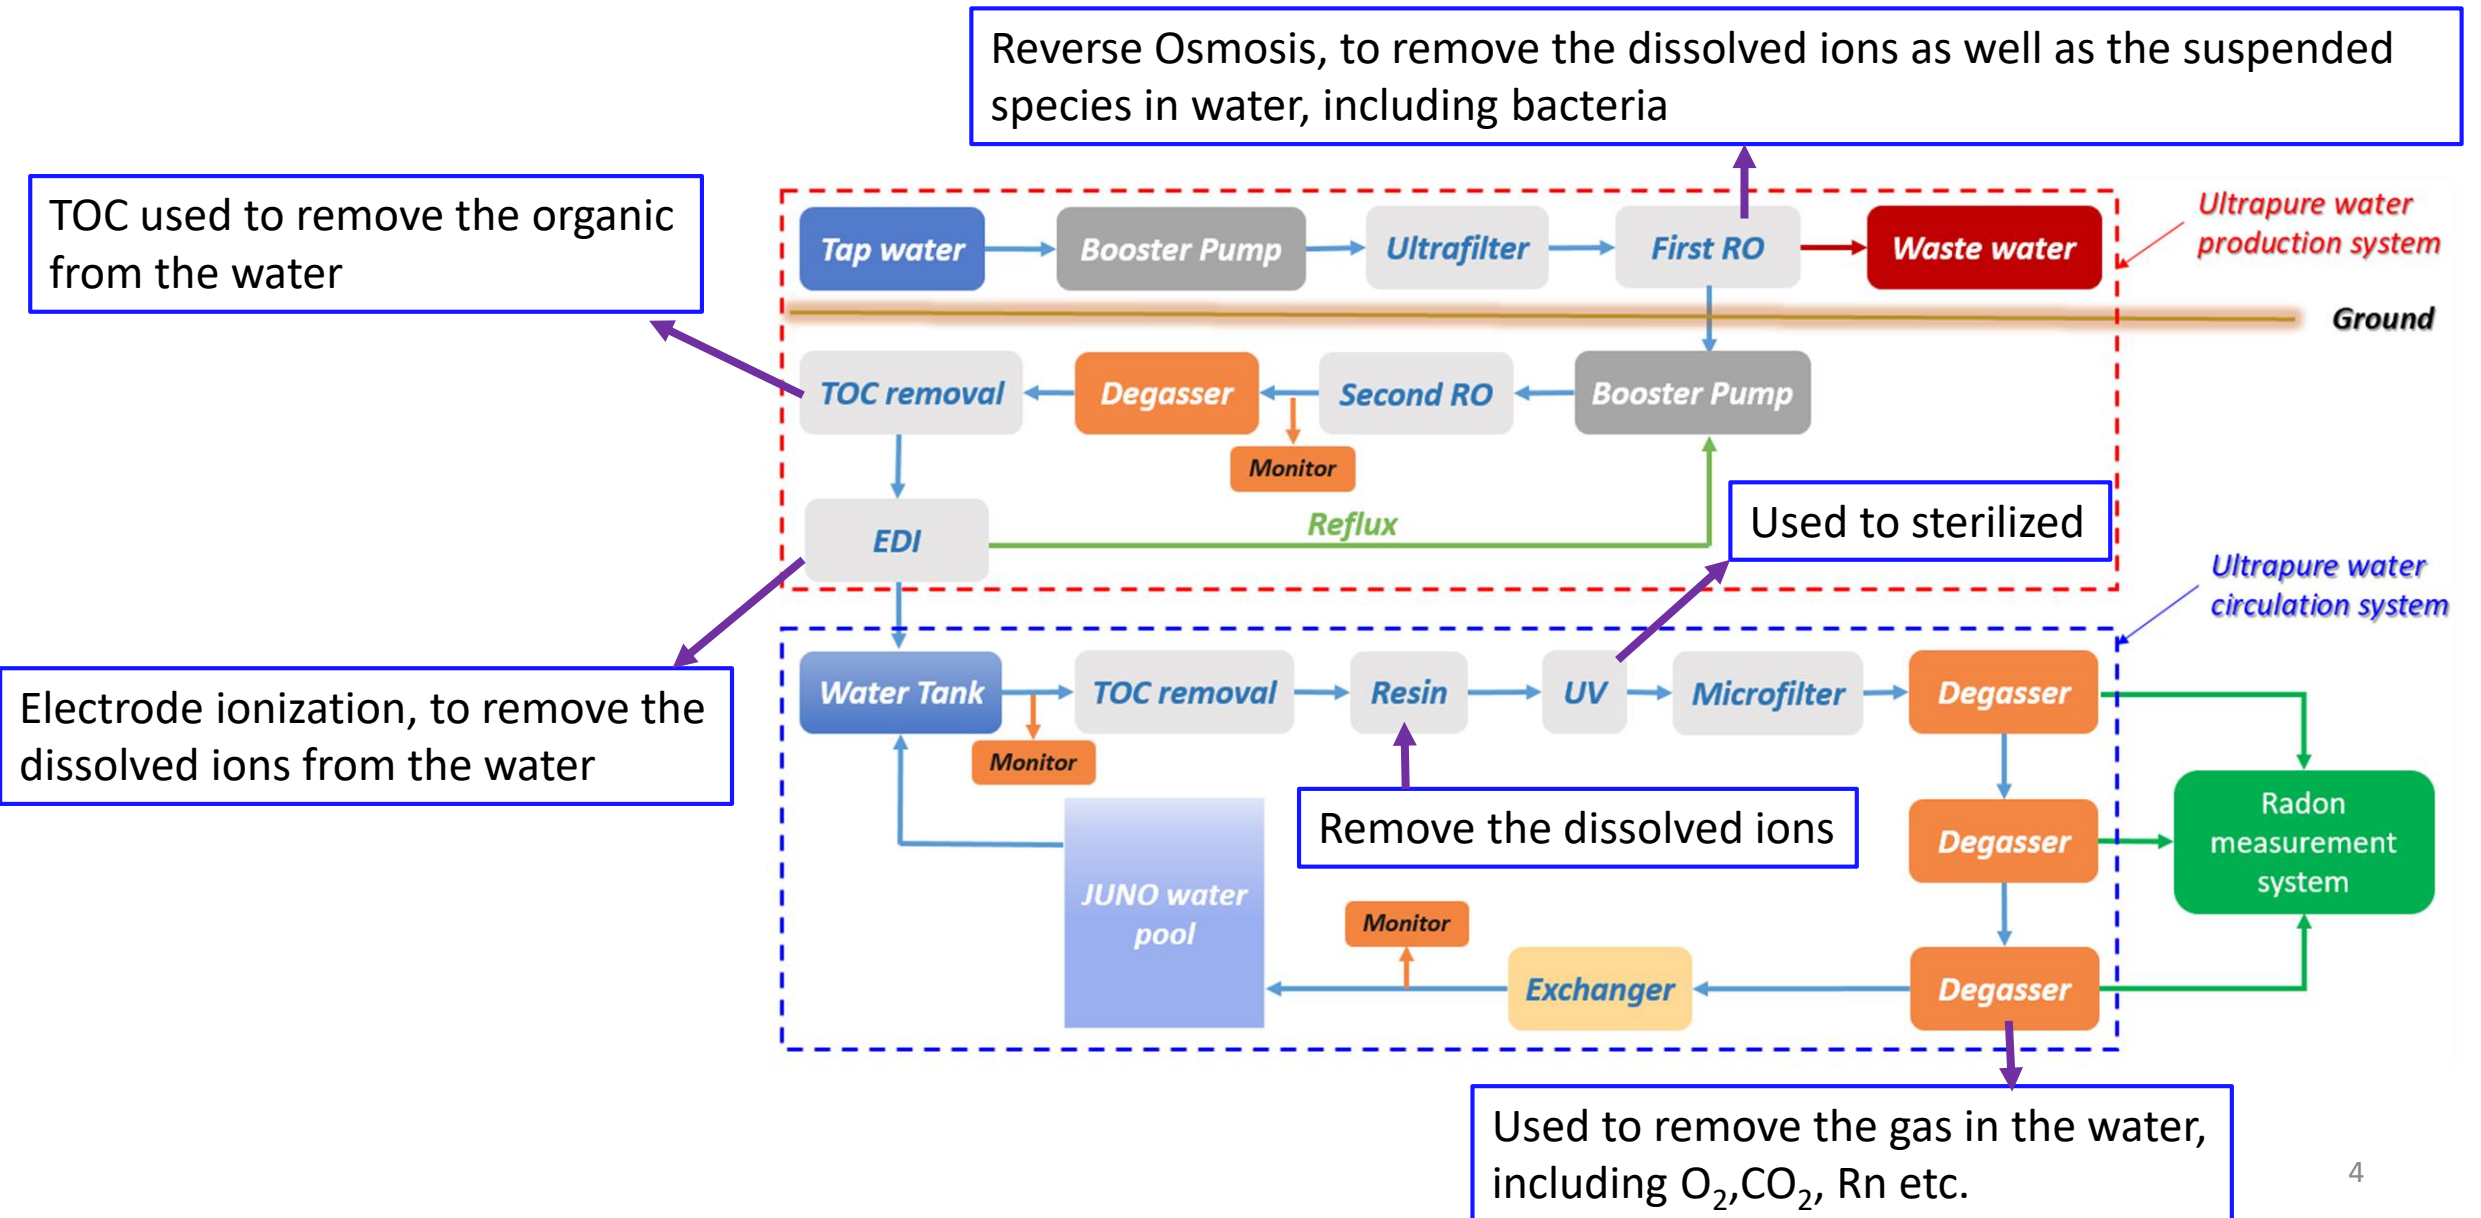 Reverse Osmosis, to remove the dissolved ions as well as the suspended
species in water, including bacteria
TOC used to remove the organic
from the water
Ultrapure water
production system
Tap water
Booster Pump
Ultrafilter
First RO
Waste water
Ground
TOC removal
Degasser
Second RO
Booster Pump
Monitor
EDI
Reflux
Used to sterilized
Ultrapure water
circulation system
Electrode ionization, to remove the
dissolved ions from the water
Water Tank
TOC removal
Resin
UV
Microfilter
Degasser
Monitor
Remove the dissolved ions
Degasser
Radon
measurement
system
JUNO water
pool
Monitor
Exchanger
Degasser
Used to remove the gas in the water,
including O₂,CO₂, Rn etc.
4